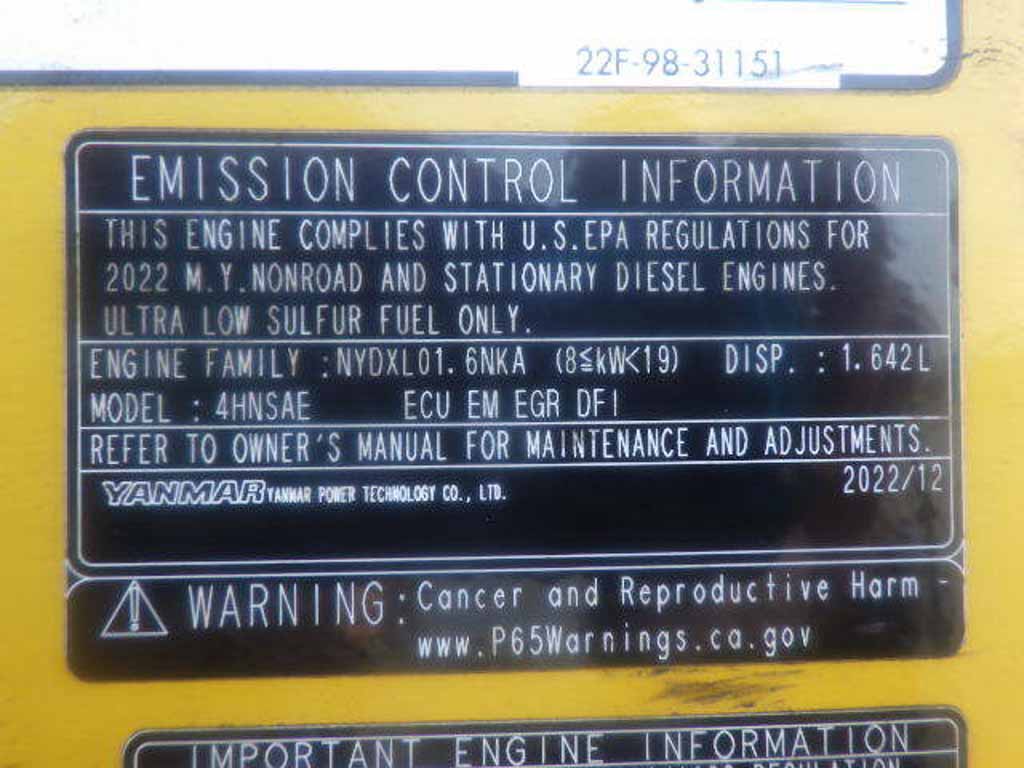 22F-98-31151
EMISSION CONTROL INFORMATION
THIS ENGINE COMPLIES WITH U.S.EPA REGULATIONS FOR
2022 M.Y.NONROAD AND STATIONARY DIESEL ENGINES.
ULTRA LOW SULFUR FUEL ONLY.
ENGINE FAMILY :NYDXL01.6NKA (8≦kW<19) DISP. :1.642L
MODEL :4HNSAE ECU EM EGR DFI
REFER TO OWNER'S MANUAL FOR MAINTENANCE AND ADJUSTMENTS.
YANMAR YANMAR POWER TECHNOLOGY CO., LTD. 2022/12
WARNING: Cancer and Reproductive Harm -
www.P65Warnings.ca.gov
IMPORTANT ENGINE INFORMATION